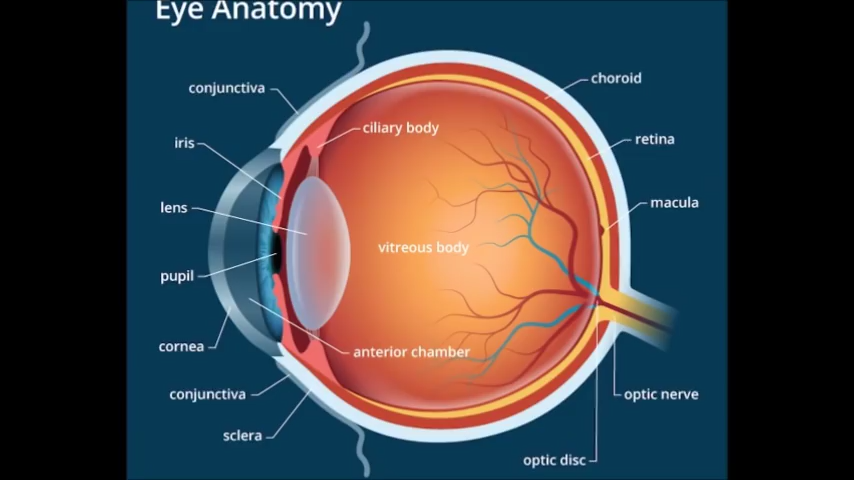 Eye Anatomy
conjunctiva
iris
lens
pupil
cornea
conjunctiva
sclera
ciliary body
vitreous body
anterior chamber
choroid
retina
macula
optic nerve
optic disc